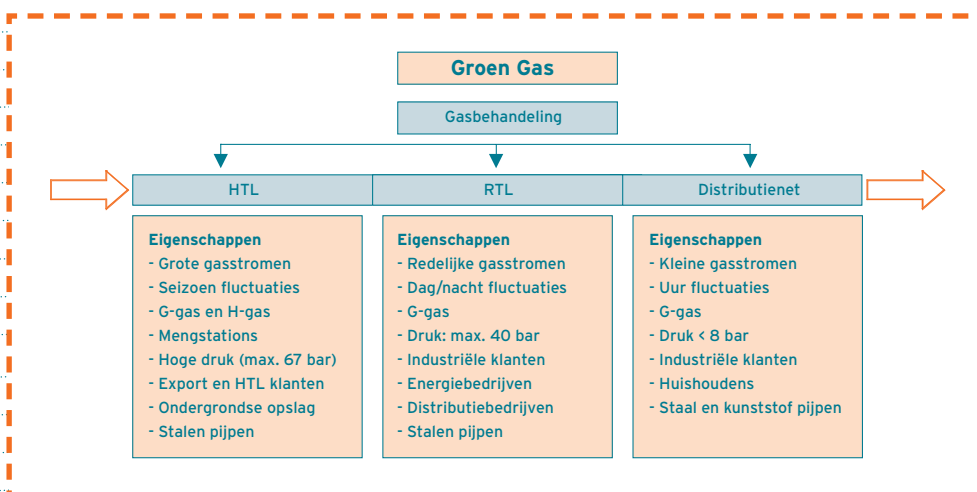 Groen Gas
Gasbehandeling
HTL
RTL
Distributienet
Eigenschappen
- Grote gasstromen
- Seizoen fluctuaties
- G-gas en H-gas
- Mengstations
- Hoge druk (max. 67 bar)
- Export en HTL klanten
- Ondergrondse opslag
- Stalen pijpen
Eigenschappen
- Redelijke gasstromen
- Dag/nacht fluctuaties
- G-gas
- Druk: max. 40 bar
- Industriële klanten
- Energiebedrijven
- Distributiebedrijven
- Stalen pijpen
Eigenschappen
- Kleine gasstromen
- Uur fluctuaties
- G-gas
- Druk < 8 bar
- Industriële klanten
- Huishoudens
- Staal en kunststof pijpen